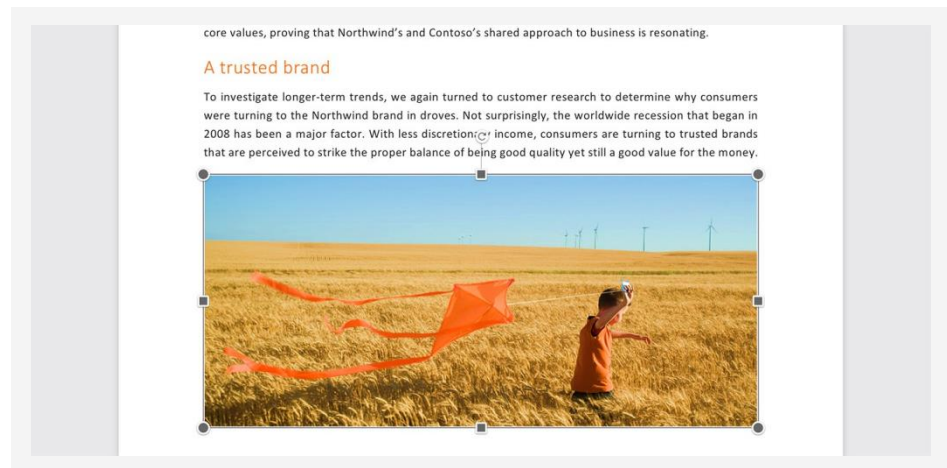 core values, proving that Northwind's and Contoso's shared approach to business is resonating.
A trusted brand
To investigate longer-term trends, we again turned to customer research to determine why consumers
were turning to the Northwind brand in droves. Not surprisingly, the worldwide recession that began in
2008 has been a major factor. With less discretionary income, consumers are turning to trusted brands
that are perceived to strike the proper balance of being good quality yet still a good value for the money.